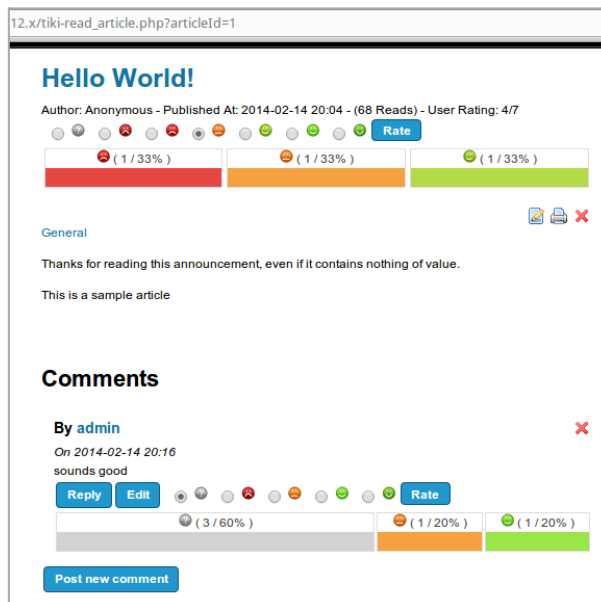 12.x/tiki-read_article.php?articleId=1
Hello World!
Author: Anonymous - Published At: 2014-02-14 20:04 - (68 Reads) - User Rating: 4/7
Rate
( 1 / 33% ) ( 1 / 33% ) ( 1 / 33% )
General
Thanks for reading this announcement, even if it contains nothing of value.
This is a sample article
Comments
By admin
On 2014-02-14 20:16
sounds good
Reply Edit Rate
( 3 / 60% ) ( 1 / 20% ) ( 1 / 20% )
Post new comment